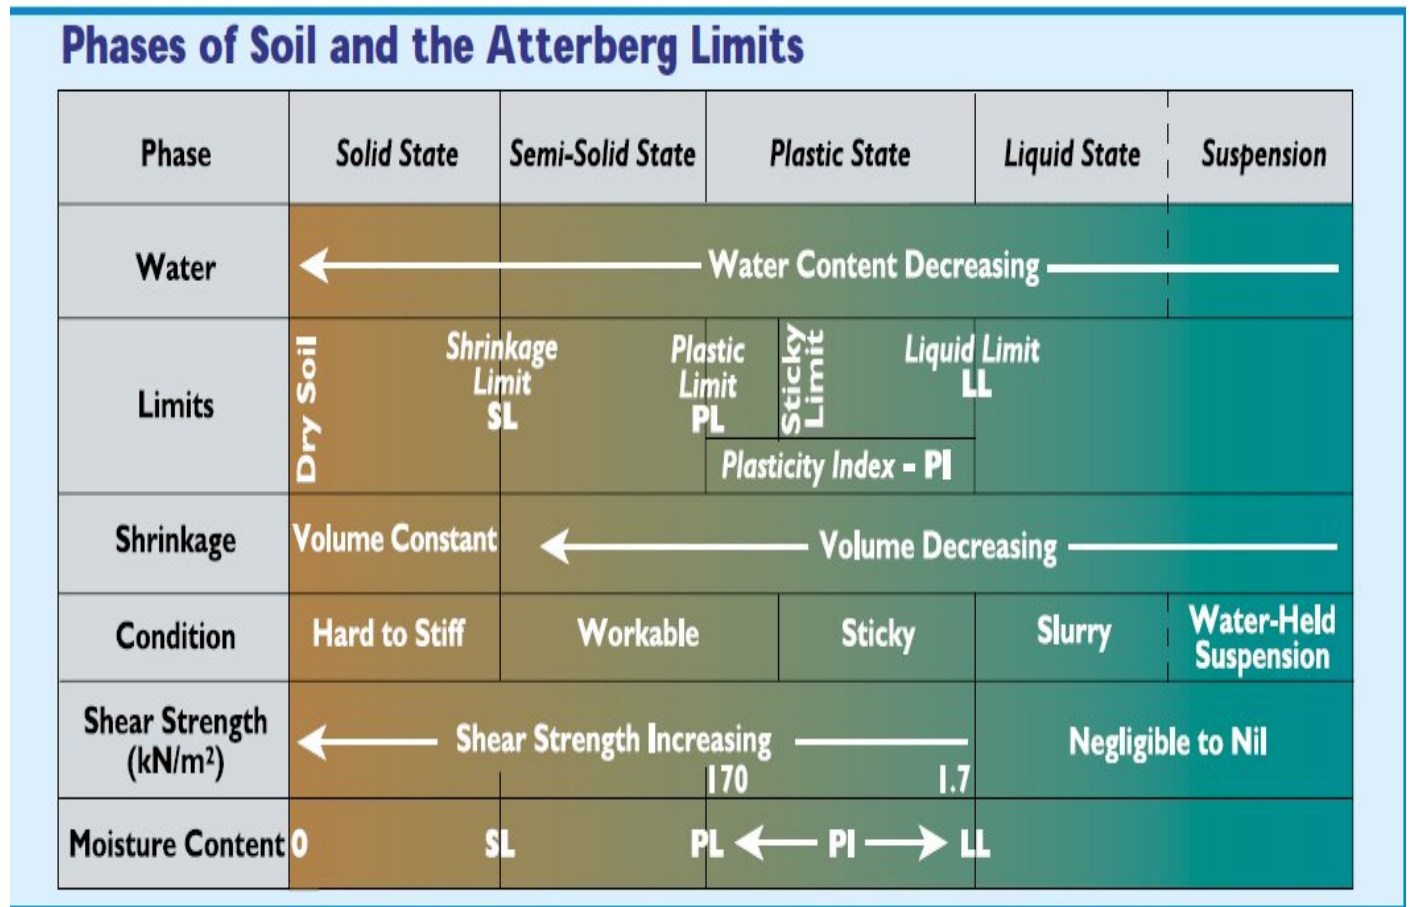 Phases of Soil and the Atterberg Limits
Phase
Solid State
Semi-Solid State
Plastic State
Liquid State
Suspension
Water
Water Content Decreasing
Limits
Dry Soil
Shrinkage
Limit
SL
Plastic
Limit
PL
Sticky
Limit
Liquid Limit
LL
Plasticity Index - PI
Shrinkage
Volume Constant
Volume Decreasing
Condition
Hard to Stiff
Workable
Sticky
Slurry
Water-Held
Suspension
Shear Strength
(kN/m²)
Shear Strength Increasing
170
1.7
Negligible to Nil
Moisture Content
0
SL
PL
PI
LL